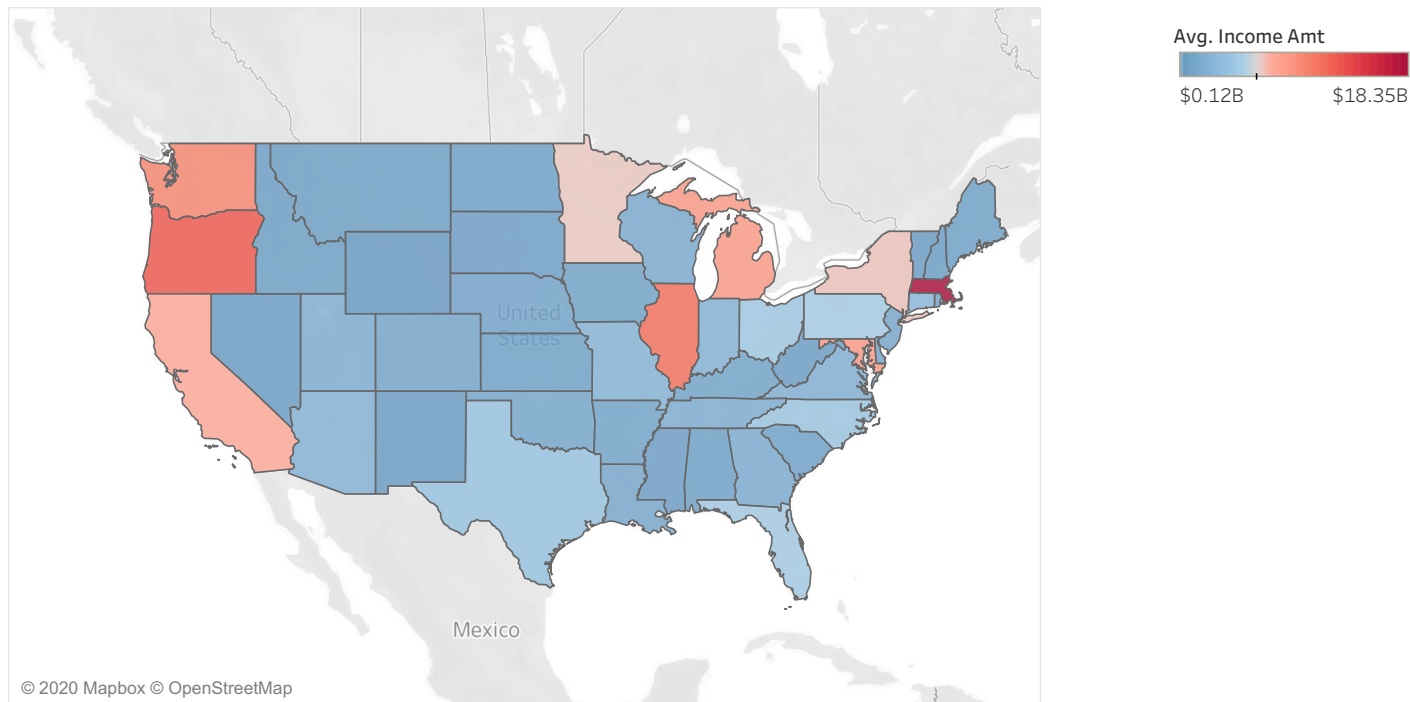 Avg. Income Amt
$0.12B $18.35B
United
States
Mexico
© 2020 Mapbox © OpenStreetMap